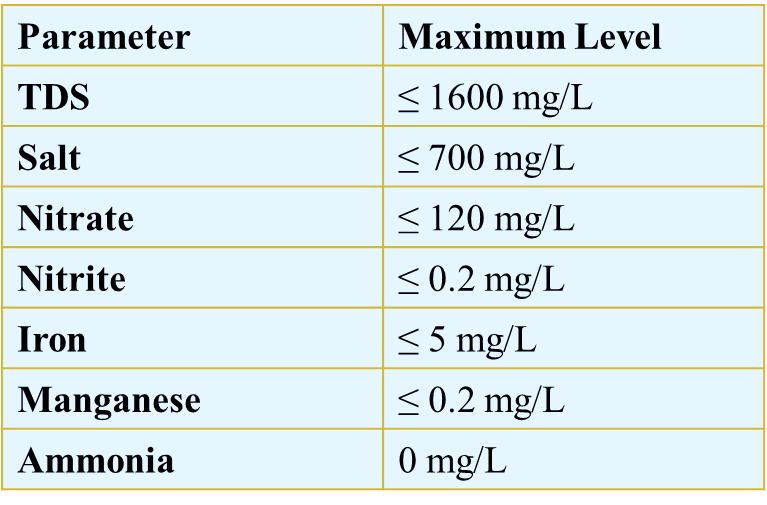 Parameter Maximum Level
TDS ≤ 1600 mg/L
Salt ≤ 700 mg/L
Nitrate ≤ 120 mg/L
Nitrite ≤ 0.2 mg/L
Iron ≤ 5 mg/L
Manganese ≤ 0.2 mg/L
Ammonia 0 mg/L